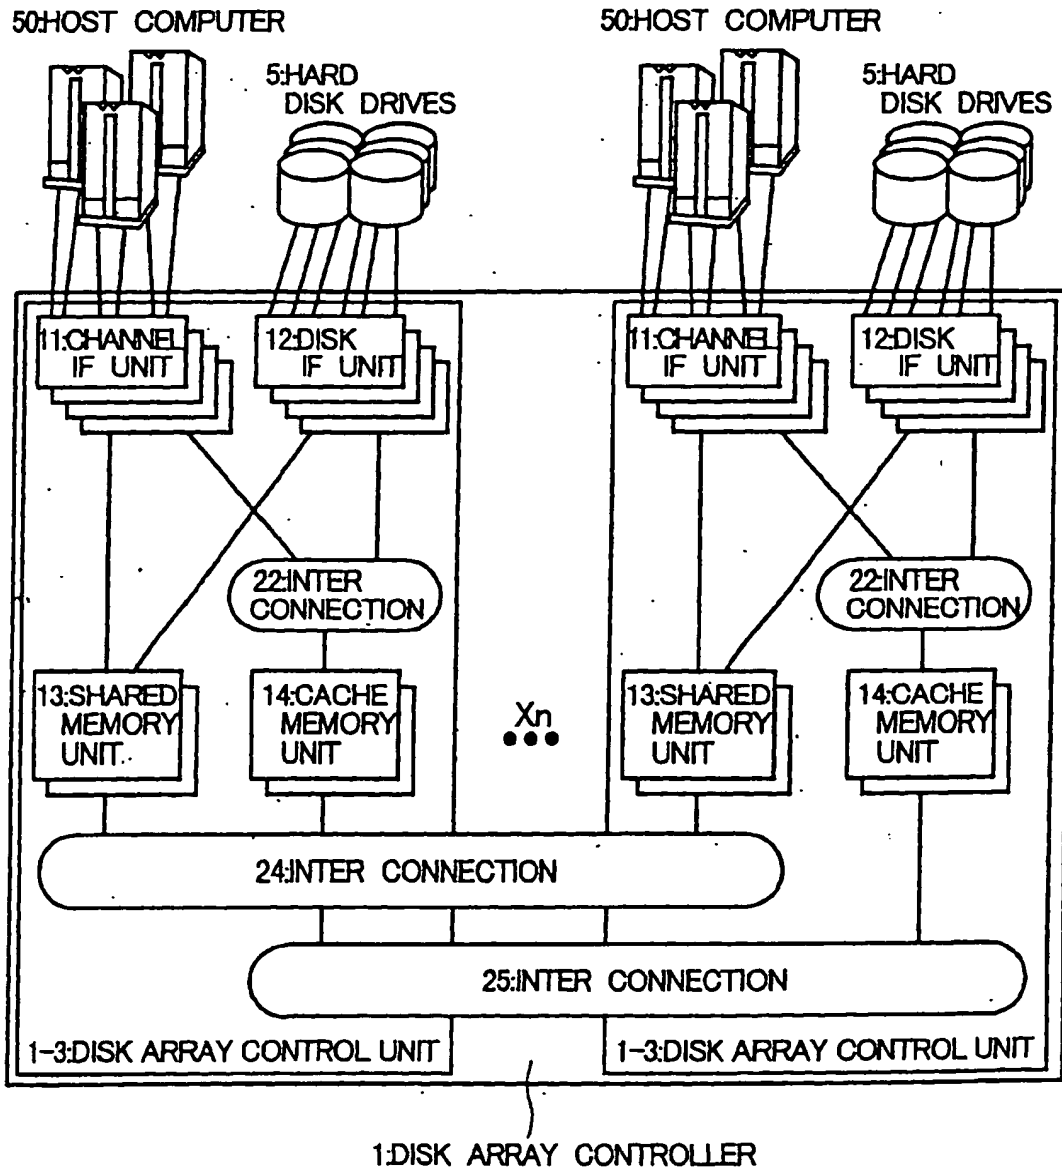 50:HOST COMPUTER
5:HARD
DISK DRIVES
50:HOST COMPUTER
5:HARD
DISK DRIVES
11:CHANNEL
IF UNIT
12:DISK
IF UNIT
11:CHANNEL
IF UNIT
12:DISK
IF UNIT
22:INTER
CONNECTION
22:INTER
CONNECTION
13:SHARED
MEMORY
UNIT
14:CACHE
MEMORY
UNIT
Xn
13:SHARED
MEMORY
UNIT
14:CACHE
MEMORY
UNIT
24:INTER CONNECTION
25:INTER CONNECTION
1-3:DISK ARRAY CONTROL UNIT
1-3:DISK ARRAY CONTROL UNIT
1:DISK ARRAY CONTROLLER